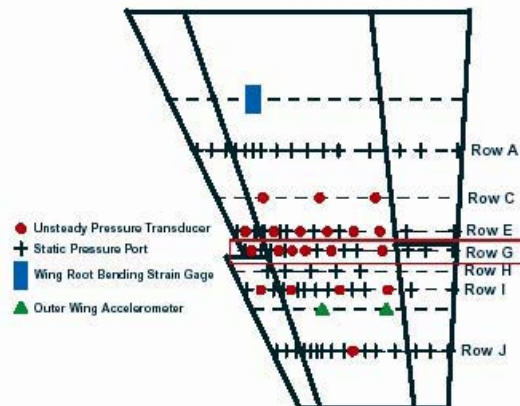 Row A
Row C
Row E
Row G
Row H
Row I
Row J
Unsteady Pressure Transducer
Static Pressure Port
Wing Root Bending Strain Gage
Outer Wing Accelerometer